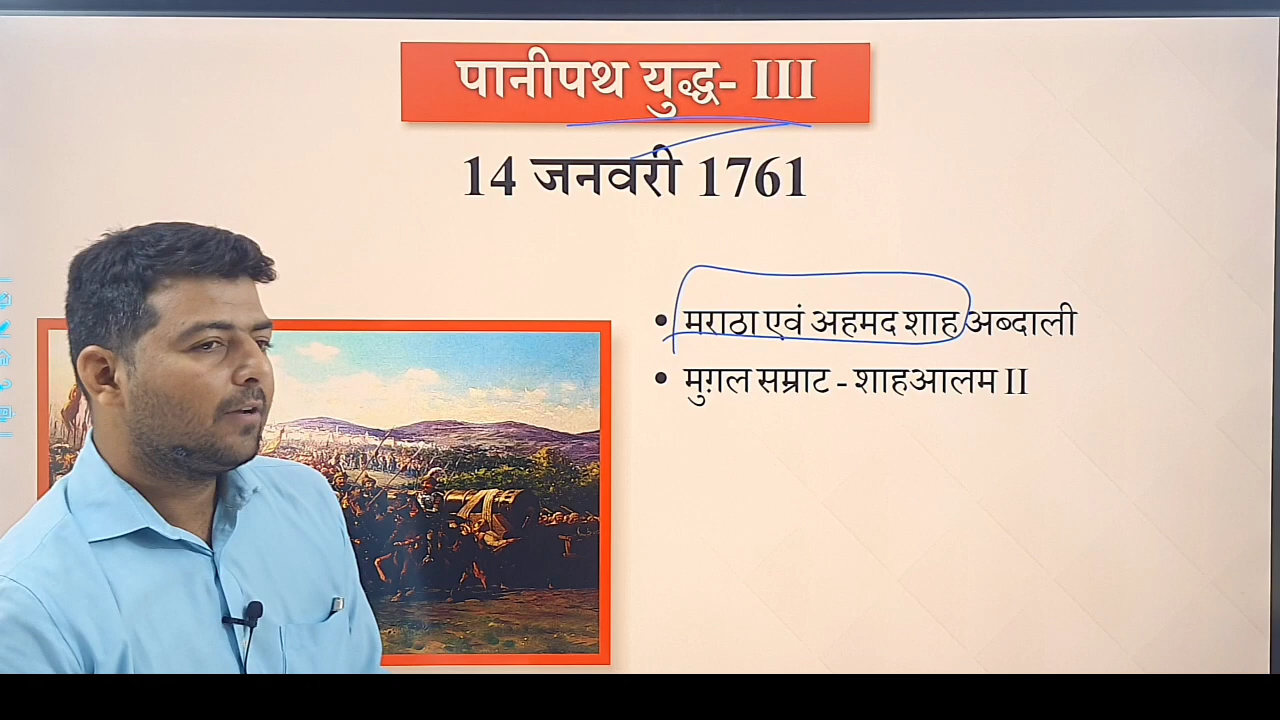 पानीपथ युद्ध- III
14 जनवरी 1761
• मराठा एवं अहमद शाह अब्दाली
• मुग़ल सम्राट - शाहआलम II